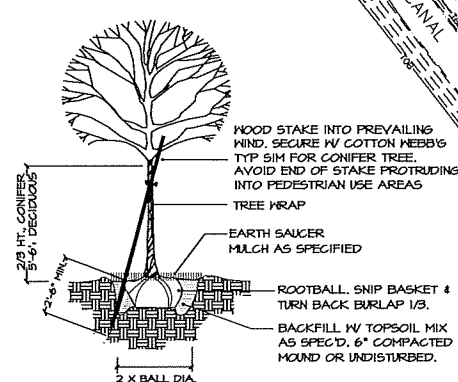 CANAL
TOB
WOOD STAKE INTO PREVAILING
WIND. SECURE W/ COTTON WEBB'G
TYP SIM FOR CONIFER TREE.
AVOID END OF STAKE PROTRUDING
INTO PEDESTRIAN USE AREAS
TREE WRAP
EARTH SAUCER
MULCH AS SPECIFIED
ROOTBALL. SNIP BASKET &
TURN BACK BURLAP 1/3.
BACKFILL W/ TOPSOIL MIX
AS SPEC'D. 6" COMPACTED
MOUND OR UNDISTURBED.
2/3 HT., CONIFER
5'-6', DECIDUOUS
2'-6" MIN.
2 X BALL DIA.